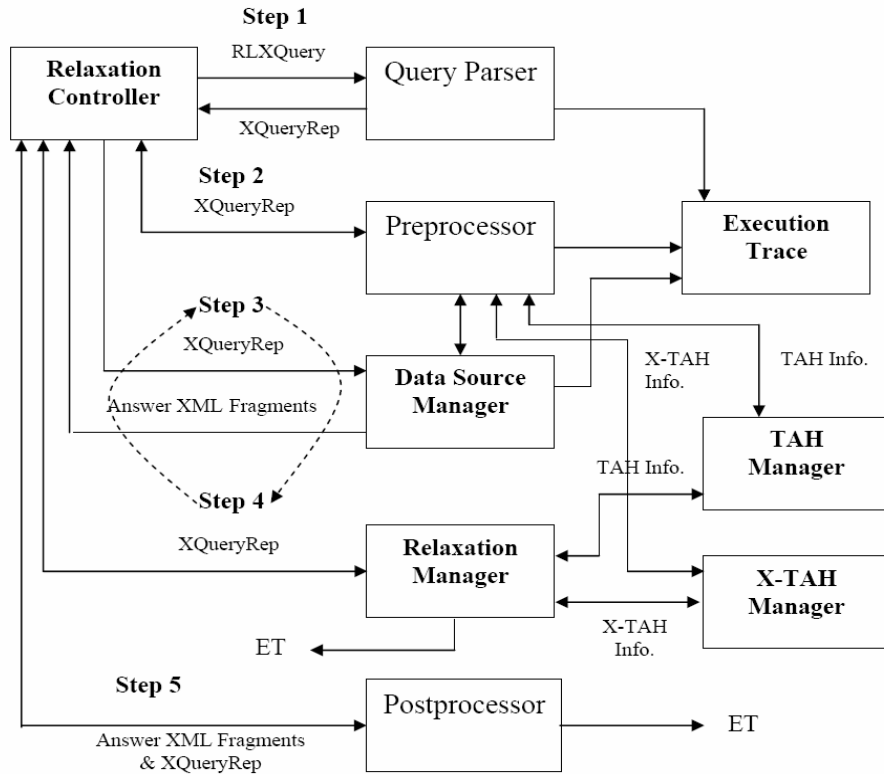 Step 1
RLXQuery
Relaxation
Controller
Query Parser
XQueryRep
Step 2
XQueryRep
Preprocessor
Execution
Trace
Step 3
XQueryRep
X-TAH
Info.
TAH Info.
Data Source
Manager
Answer XML Fragments
TAH
Manager
TAH Info.
Step 4
XQueryRep
Relaxation
Manager
X-TAH
Manager
X-TAH
Info.
ET
Step 5
Postprocessor
ET
Answer XML Fragments
& XQueryRep